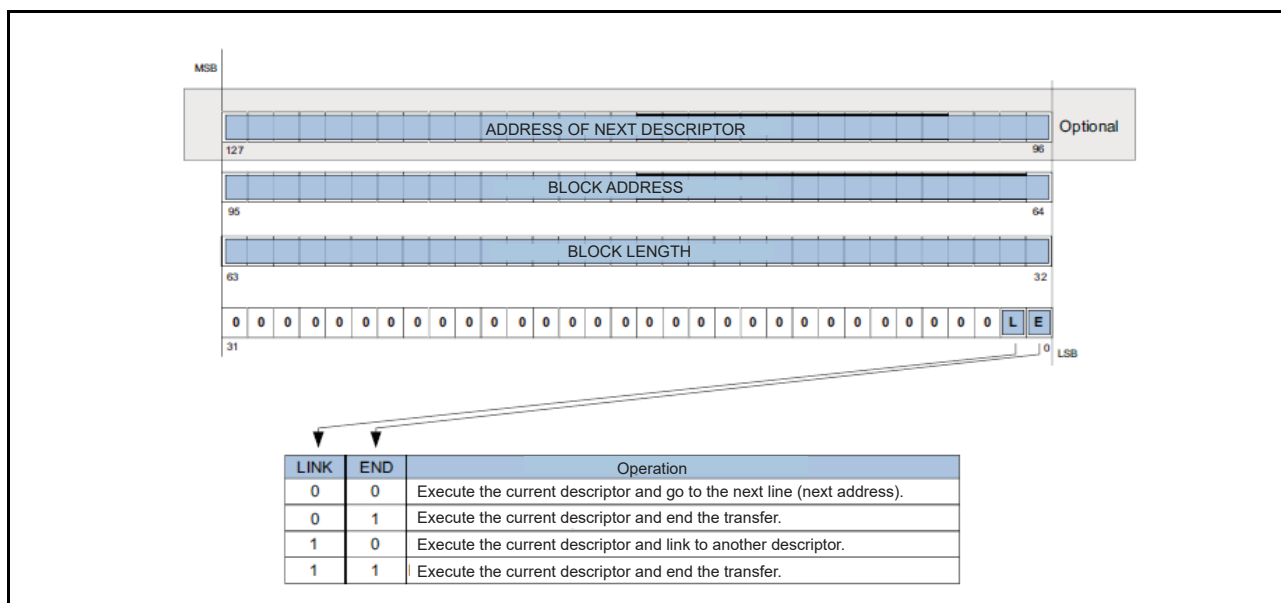 MSB
ADDRESS OF NEXT DESCRIPTOR Optional
127 96
BLOCK ADDRESS
95 64
BLOCK LENGTH
63 32
0 0 0 0 0 0 0 0 0 0 0 0 0 0 0 0 0 0 0 0 0 0 0 0 0 0 0 0 0 0 L E
31 0 LSB
LINK END Operation
0 0 Execute the current descriptor and go to the next line (next address).
0 1 Execute the current descriptor and end the transfer.
1 0 Execute the current descriptor and link to another descriptor.
1 1 Execute the current descriptor and end the transfer.